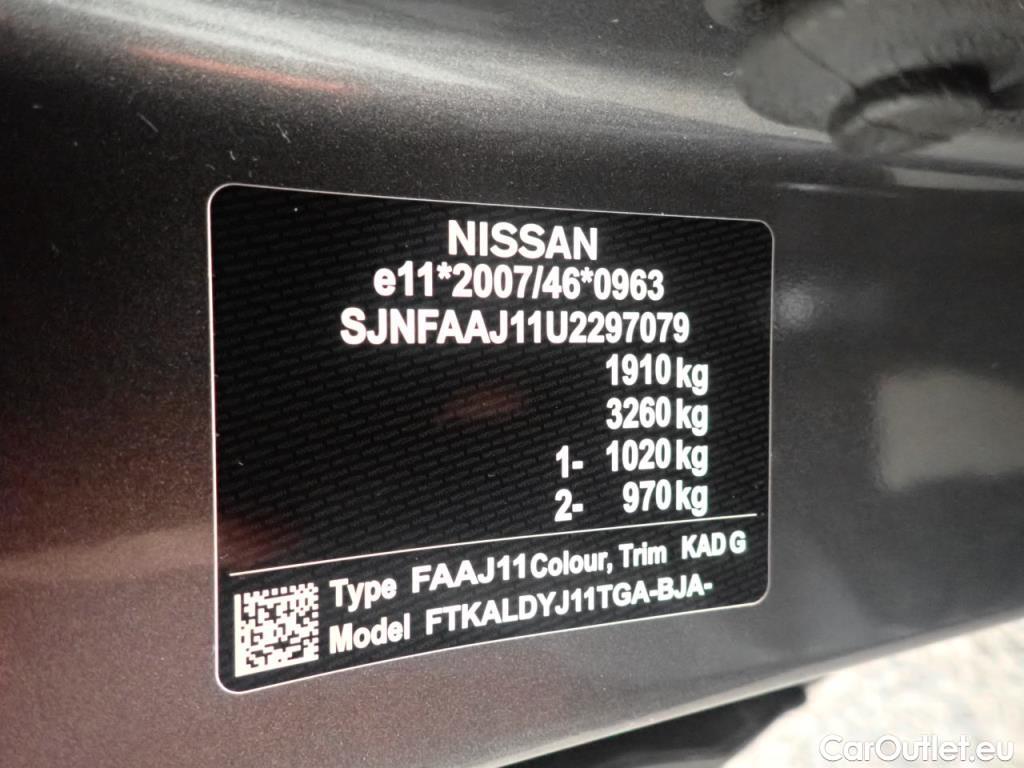 NISSAN
e11*2007/46*0963
SJNFAAJ11U2297079
1910 kg
3260 kg
1- 1020 kg
2- 970 kg
Type FAAJ11 Colour, Trim KAD G
Model FTKALDYJ11TGA-BJA-
CarOutlet.eu